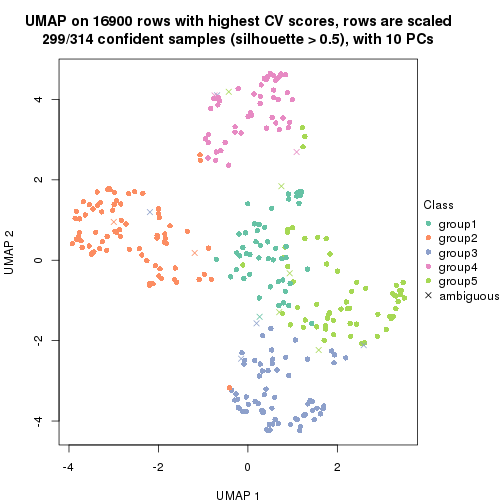 UMAP on 16900 rows with highest CV scores, rows are scaled
299/314 confident samples (silhouette > 0.5), with 10 PCs
4
2
0
-2
-4
UMAP 2
-4
-2
0
2
UMAP 1
Class
group1
group2
group3
group4
group5
ambiguous